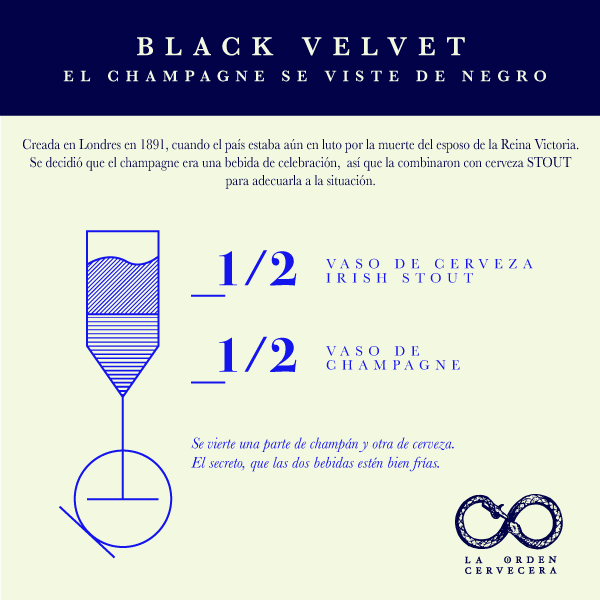 BLACK VELVET
EL CHAMPAGNE SE VISTE DE NEGRO
Creada en Londres en 1891, cuando el país estaba aún en luto por la muerte del esposo de la Reina Victoria.
Se decidió que el champagne era una bebida de celebración, así que la combinaron con cerveza STOUT
para adecuarla a la situación.
1/2
VASO DE CERVEZA
IRISH STOUT
1/2
VASO DE
CHAMPAGNE
Se vierte una parte de champán y otra de cerveza.
El secreto, que las dos bebidas estén bien frías.
LA ORDEN
CERVECERA